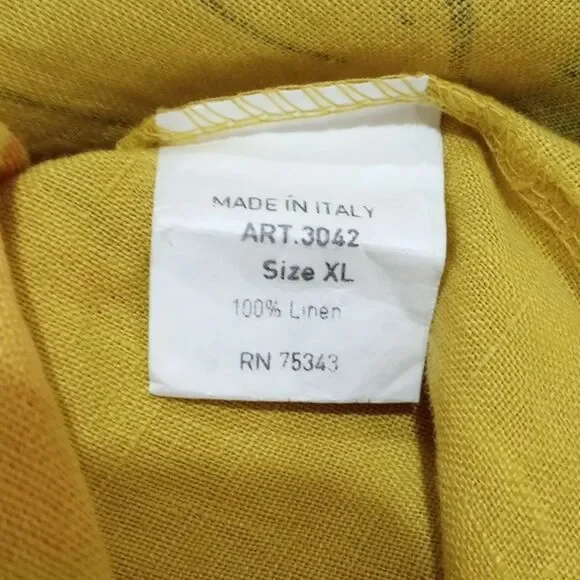 MADE IN ITALY
ART.3042
Size XL
100% Linen
RN 75343